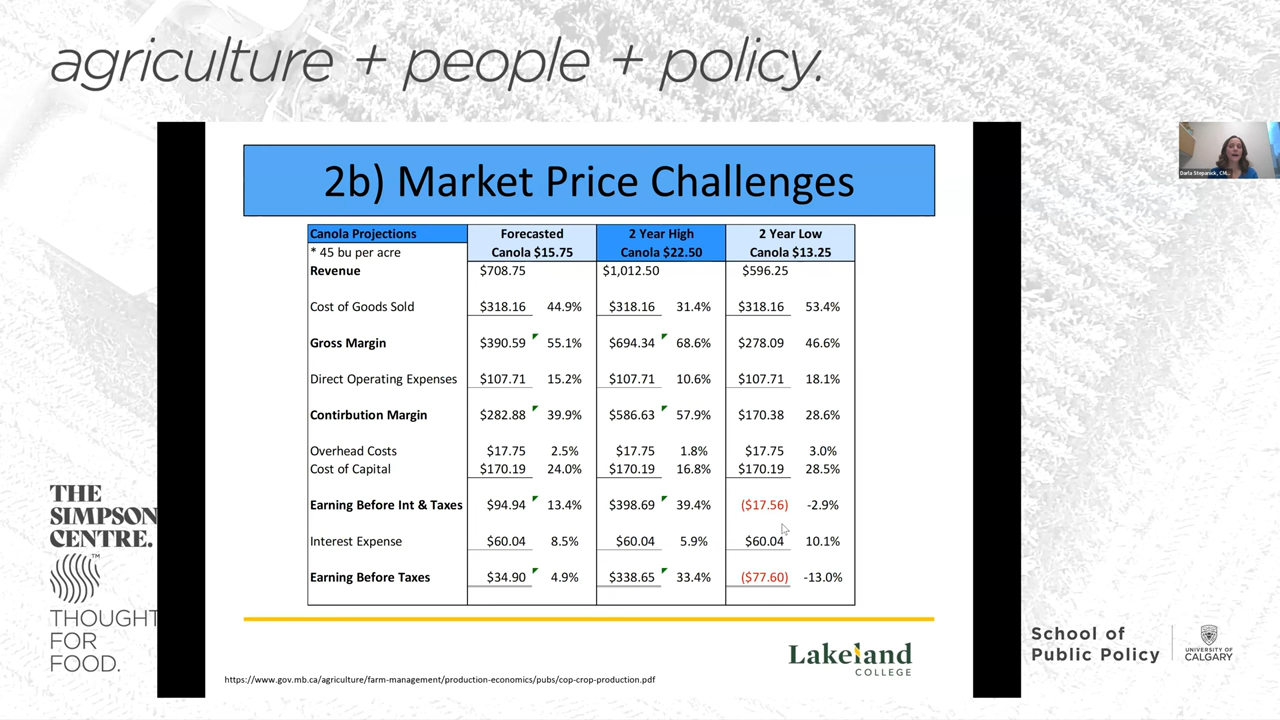 agriculture + people + policy.
2b) Market Price Challenges
Canola Projections Forecasted 2 Year High 2 Year Low
* 45 bu per acre Canola $15.75 Canola $22.50 Canola $13.25
Revenue $708.75 $1,012.50 $596.25
Cost of Goods Sold $318.16 44.9% $318.16 31.4% $318.16 53.4%
Gross Margin $390.59 55.1% $694.34 68.6% $278.09 46.6%
Direct Operating Expenses $107.71 15.2% $107.71 10.6% $107.71 18.1%
Contirbution Margin $282.88 39.9% $586.63 57.9% $170.38 28.6%
Overhead Costs $17.75 2.5% $17.75 1.8% $17.75 3.0%
Cost of Capital $170.19 24.0% $170.19 16.8% $170.19 28.5%
Earning Before Int & Taxes $94.94 13.4% $398.69 39.4% ($17.56) -2.9%
Interest Expense $60.04 8.5% $60.04 5.9% $60.04 10.1%
Earning Before Taxes $34.90 4.9% $338.65 33.4% ($77.60) -13.0%
Lakeland
COLLEGE
https://www.gov.mb.ca/agriculture/farm-management/production-economics/pubs/cop-crop-production.pdf
THE
SIMPSON
CENTRE.
TM
THOUGHT
FOR
FOOD.
Darla Stepanick, CM...
School of
Public Policy
UNIVERSITY OF
CALGARY